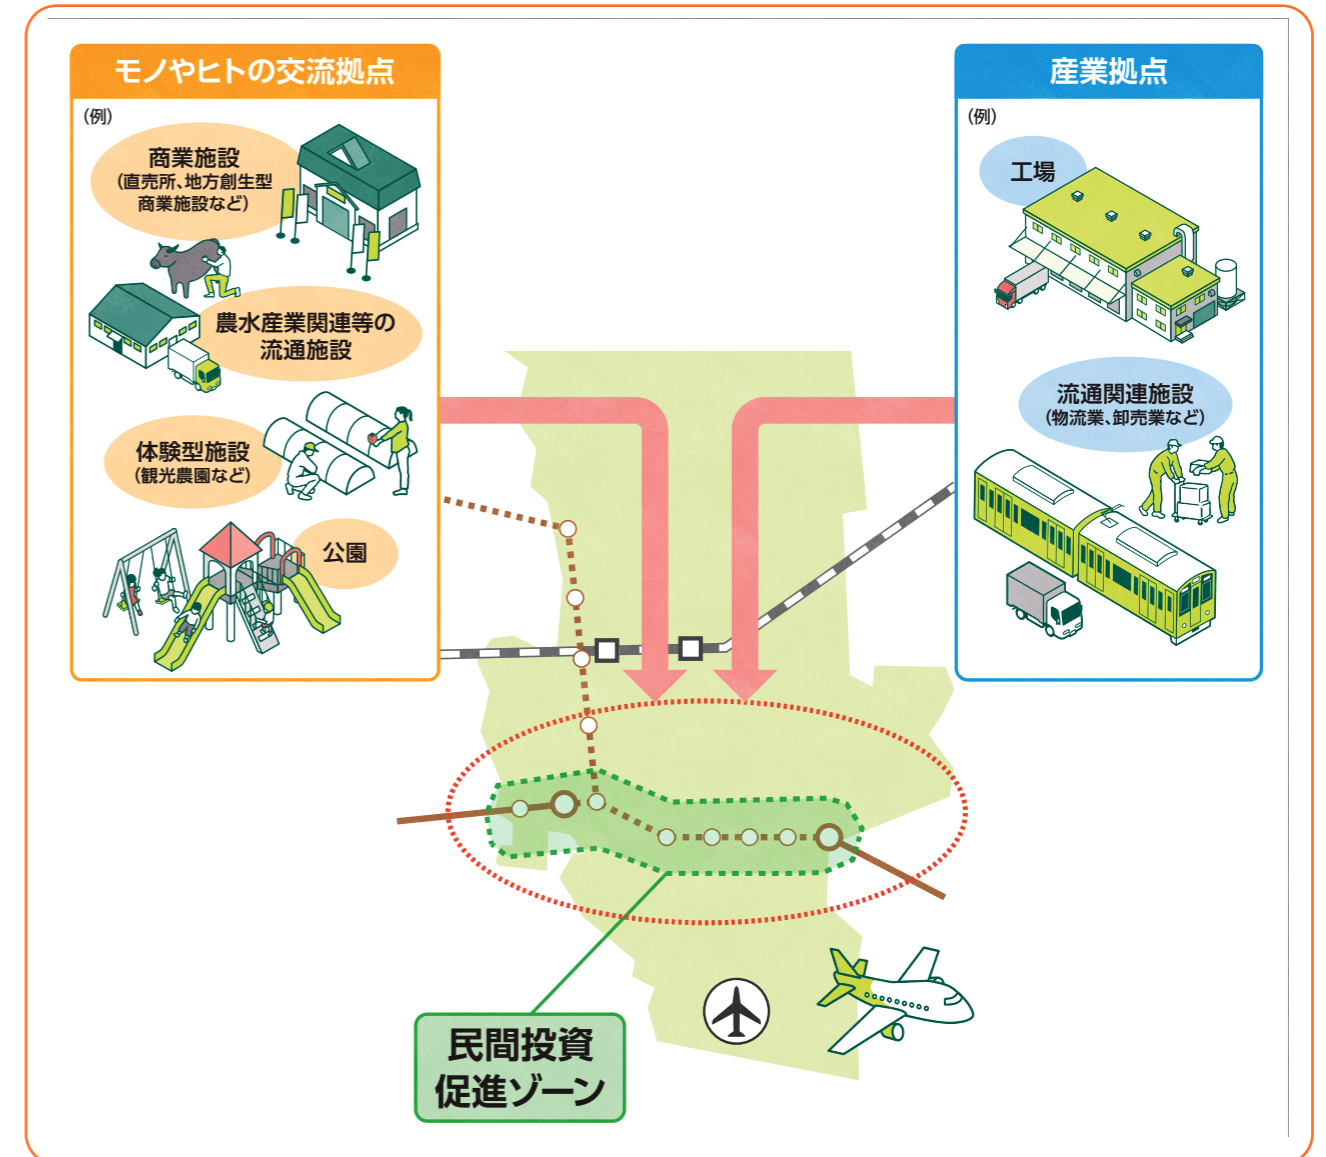 モノやヒトの交流拠点
(例)
商業施設
(直売所、地方創生型
商業施設など)
農水産業関連等の
流通施設
体験型施設
(観光農園など)
公園
産業拠点
(例)
工場
流通関連施設
(物流業、卸売業など)
民間投資
促進ゾーン